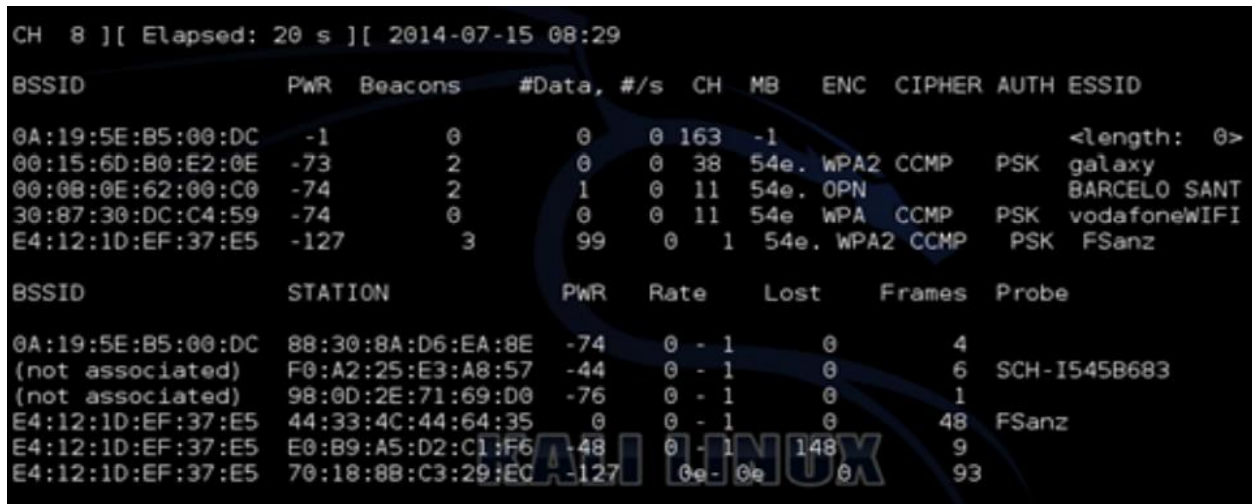 CH 8 ][ Elapsed: 20 s ][ 2014-07-15 08:29
BSSID PWR Beacons #Data, #/s CH MB ENC CIPHER AUTH ESSID
0A:19:5E:B5:00:DC -1 0 0 0 163 -1 <length: 0>
00:15:6D:B0:E2:0E -73 2 0 0 38 54e. WPA2 CCMP PSK galaxy
00:0B:0E:62:00:C0 -74 2 1 0 11 54e. OPN BARCELO SANT
30:87:30:DC:C4:59 -74 0 0 0 11 54e WPA CCMP PSK vodafoneWIFI
E4:12:1D:EF:37:E5 -127 3 99 0 1 54e. WPA2 CCMP PSK FSanz
BSSID STATION PWR Rate Lost Frames Probe
0A:19:5E:B5:00:DC 88:30:8A:D6:EA:8E -74 0 - 1 0 4
(not associated) F0:A2:25:E3:A8:57 -44 0 - 1 0 6 SCH-I545B683
(not associated) 98:0D:2E:71:69:D0 -76 0 - 1 0 1
E4:12:1D:EF:37:E5 44:33:4C:44:64:35 0 0 - 1 0 48 FSanz
E4:12:1D:EF:37:E5 E0:B9:A5:D2:C1:F6 -48 0 - 1 148 9
E4:12:1D:EF:37:E5 70:18:8B:C3:29:EC -127 0e- 0e 0 93
KALI LINUX